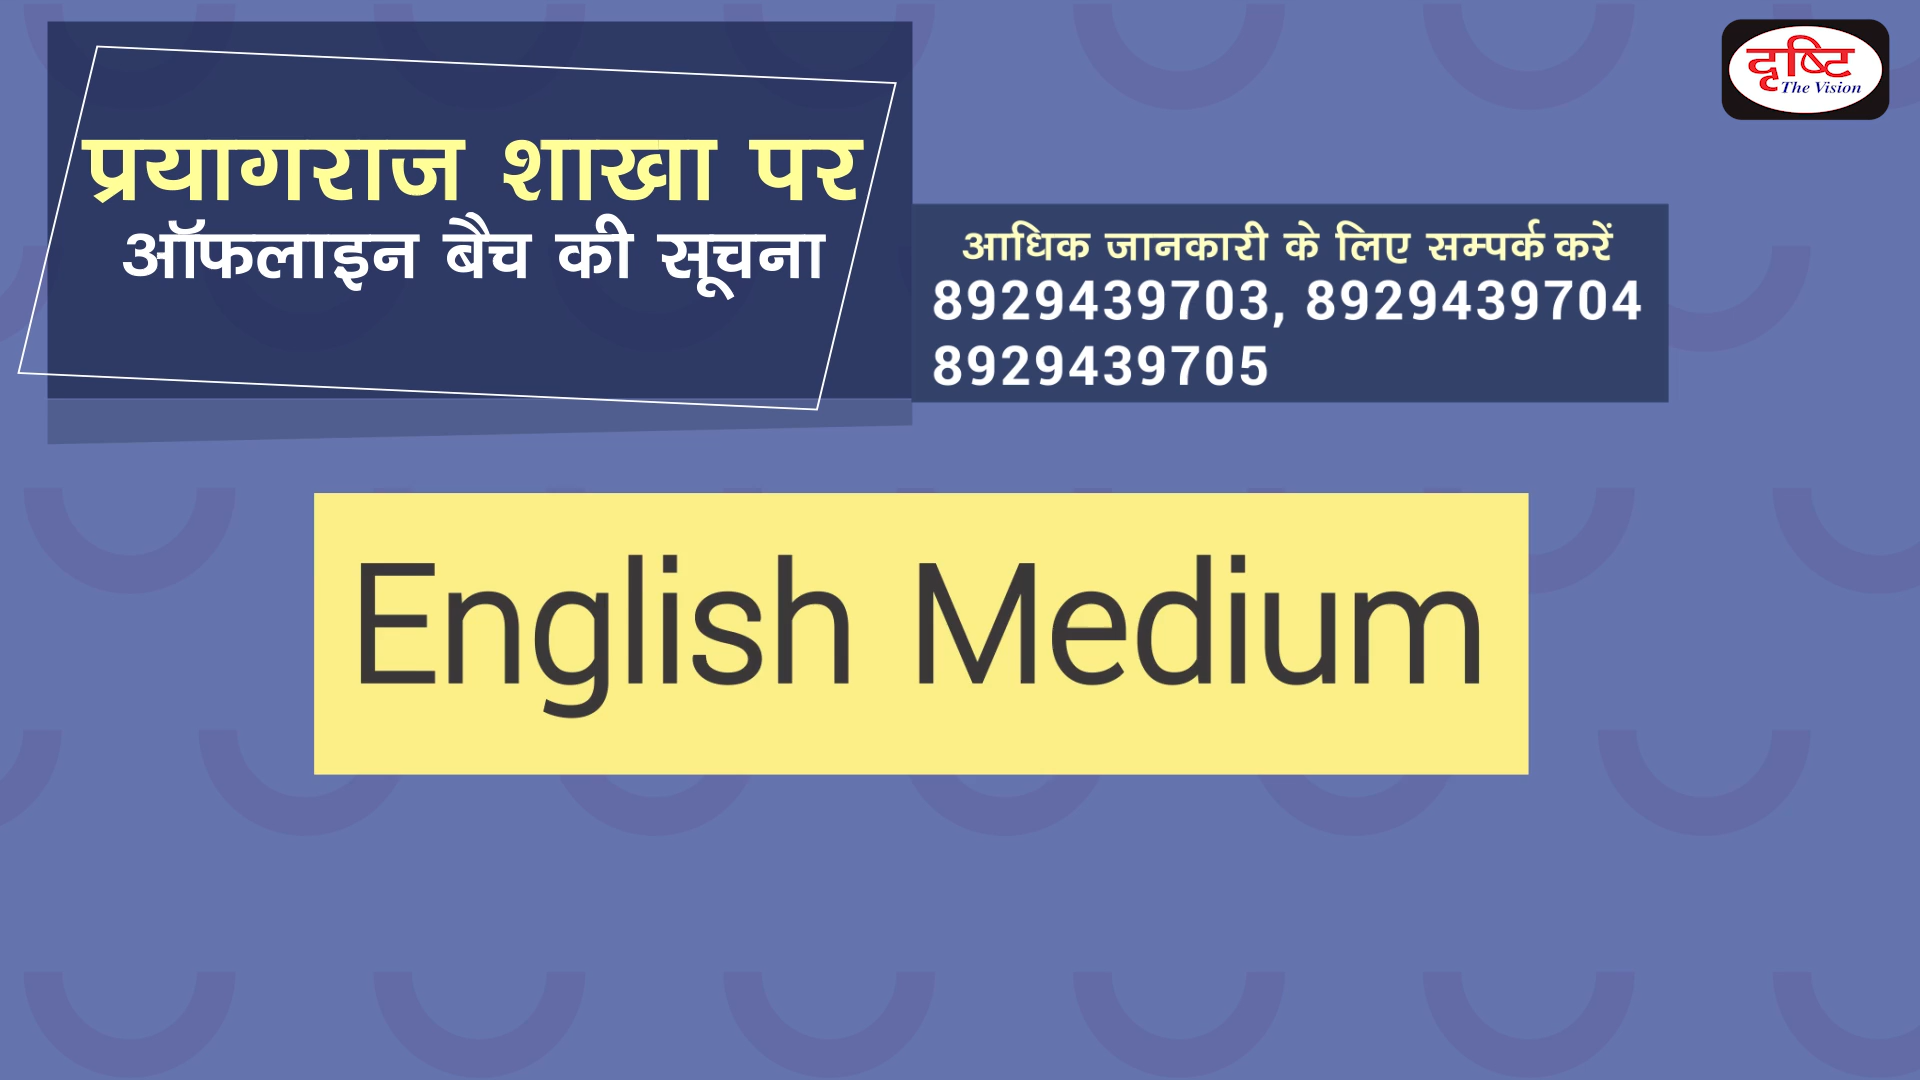 प्रयागराज शाखा पर
ऑफलाइन बैच की सूचना
दृष्टि
The Vision
आधिक जानकारी के लिए सम्पर्क करें
8929439703, 8929439704
8929439705
English Medium